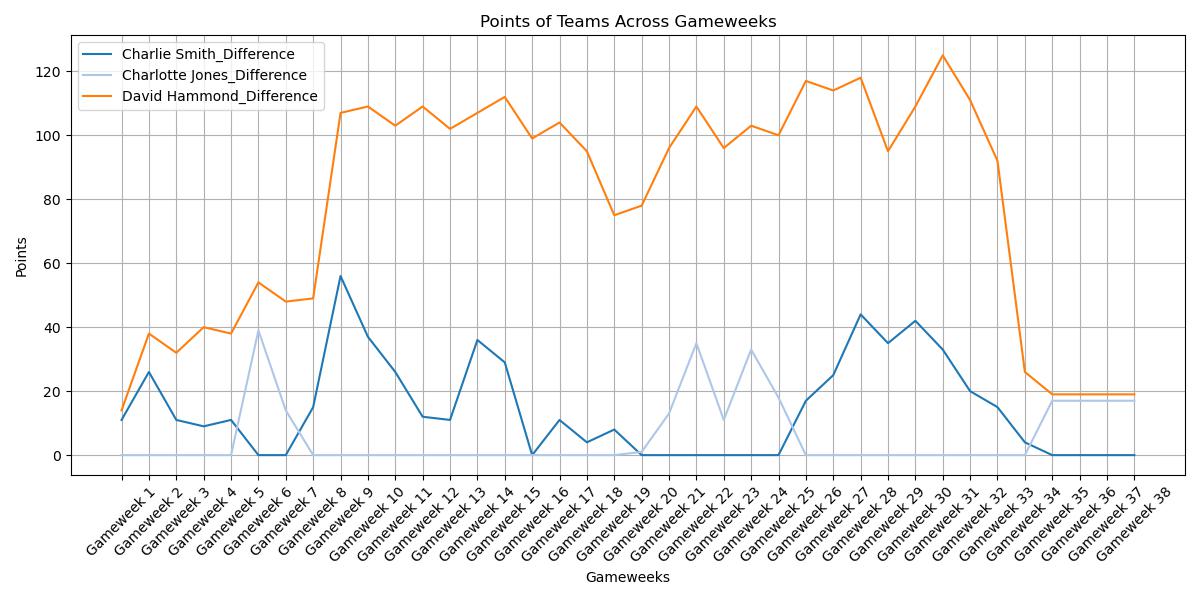 Points of Teams Across Gameweeks
Charlie Smith_Difference
Charlotte Jones_Difference
David Hammond_Difference
Points
120
100
80
60
40
20
0
Gameweek 1
Gameweek 2
Gameweek 3
Gameweek 4
Gameweek 5
Gameweek 6
Gameweek 7
Gameweek 8
Gameweek 9
Gameweek 10
Gameweek 11
Gameweek 12
Gameweek 13
Gameweek 14
Gameweek 15
Gameweek 16
Gameweek 17
Gameweek 18
Gameweek 19
Gameweek 20
Gameweek 21
Gameweek 22
Gameweek 23
Gameweek 24
Gameweek 25
Gameweek 26
Gameweek 27
Gameweek 28
Gameweek 29
Gameweek 30
Gameweek 31
Gameweek 32
Gameweek 33
Gameweek 34
Gameweek 35
Gameweek 36
Gameweek 37
Gameweek 38
Gameweeks